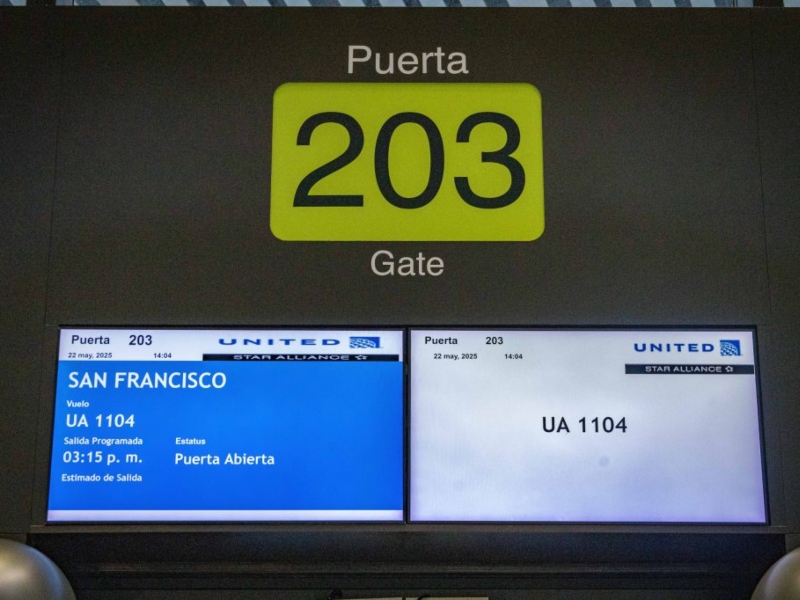 Puerta
203
Gate
Puerta 203 UNITED
22 may, 2025 14:04 STAR ALLIANCE
SAN FRANCISCO
Vuelo
UA 1104
Salida Programada Estatus
03:15 p. m. Puerta Abierta
Estimado de Salida
Puerta 203 UNITED
22 may, 2025 14:04
STAR ALLIANCE
UA 1104